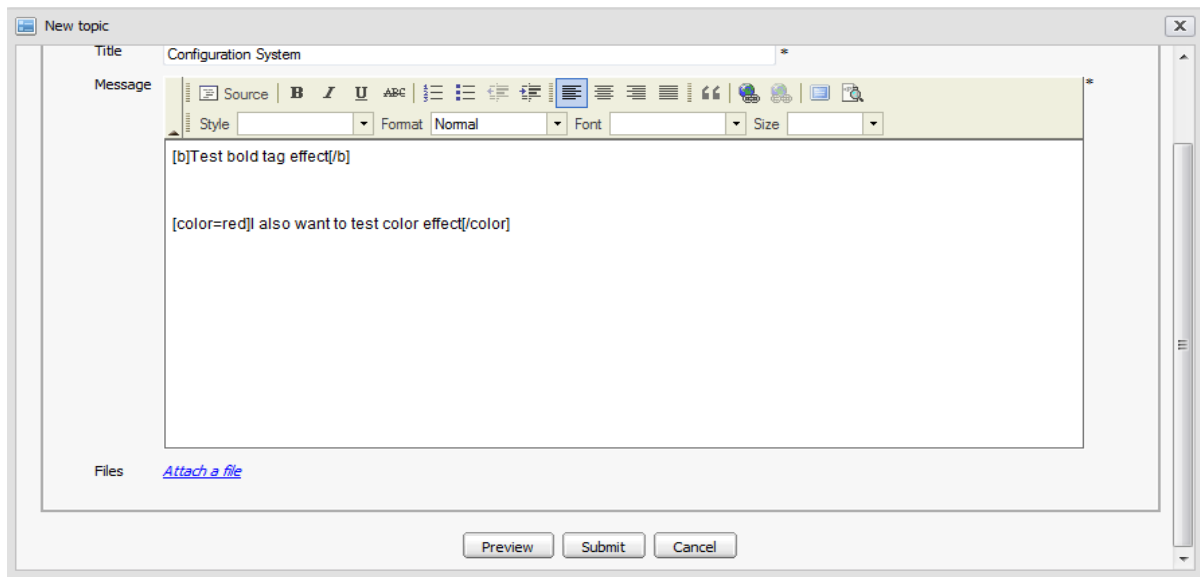 New topic
Title Configuration System *
Message *
Source B I U ABC
Style Format Normal Font Size
[b]Test bold tag effect[/b]
[color=red]I also want to test color effect[/color]
Files Attach a file
Preview Submit Cancel